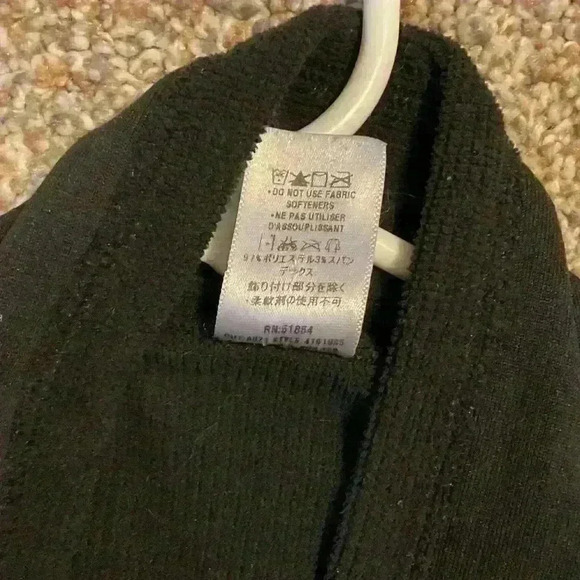 •DO NOT USE FABRIC
SOFTENERS
•NE PAS UTILISER
D'ASSOUPLISSANT
97%ポリエステル3%スパン
デックス
飾り付け部分を除く
・柔軟剤の使用不可
RN:51884